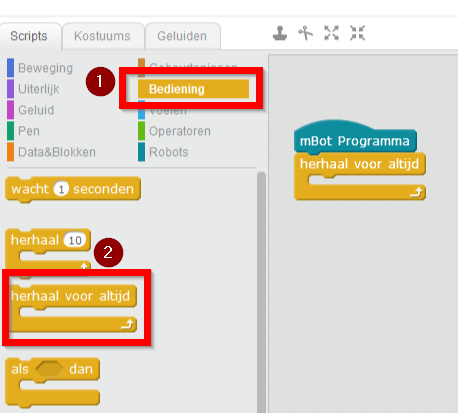 Scripts Kostuums Geluiden
Beweging
Uiterlijk
Geluid
Pen
Data&Blokken
1
Bediening
Voelen
Operatoren
Robots
wacht 1 seconden
herhaal 10
2
herhaal voor altijd
als dan
mBot Programma
herhaal voor altijd